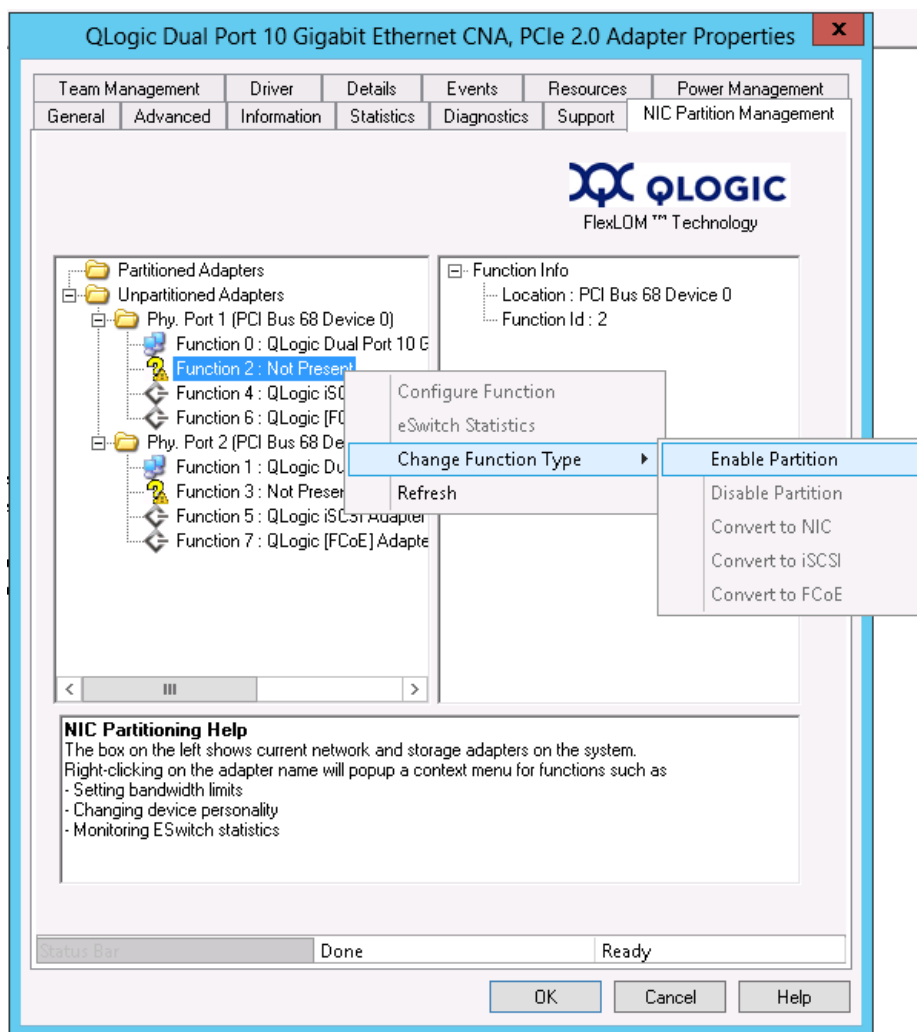 QLogic Dual Port 10 Gigabit Ethernet CNA, PCIe 2.0 Adapter Properties x
Team Management Driver Details Events Resources Power Management
General Advanced Information Statistics Diagnostics Support NIC Partition Management
QLOGIC
FlexLOM ™ Technology
Partitioned Adapters
Unpartitioned Adapters
Phy. Port 1 (PCI Bus 68 Device 0)
Function 0 : QLogic Dual Port 10 G
Function 2 : Not Present
Function 4 : QLogic iSC
Function 6 : QLogic [FC
Phy. Port 2 (PCI Bus 68 De
Function 1 : QLogic Du
Function 3 : Not Preser
Function 5 : QLogic iSCSI Adapter
Function 7 : QLogic [FCoE] Adapte
Function Info
Location : PCI Bus 68 Device 0
Function Id : 2
Configure Function
eSwitch Statistics
Change Function Type
Refresh
Enable Partition
Disable Partition
Convert to NIC
Convert to iSCSI
Convert to FCoE
NIC Partitioning Help
The box on the left shows current network and storage adapters on the system.
Right-clicking on the adapter name will popup a context menu for functions such as
- Setting bandwidth limits
- Changing device personality
- Monitoring ESwitch statistics
Status Bar Done Ready
OK Cancel Help